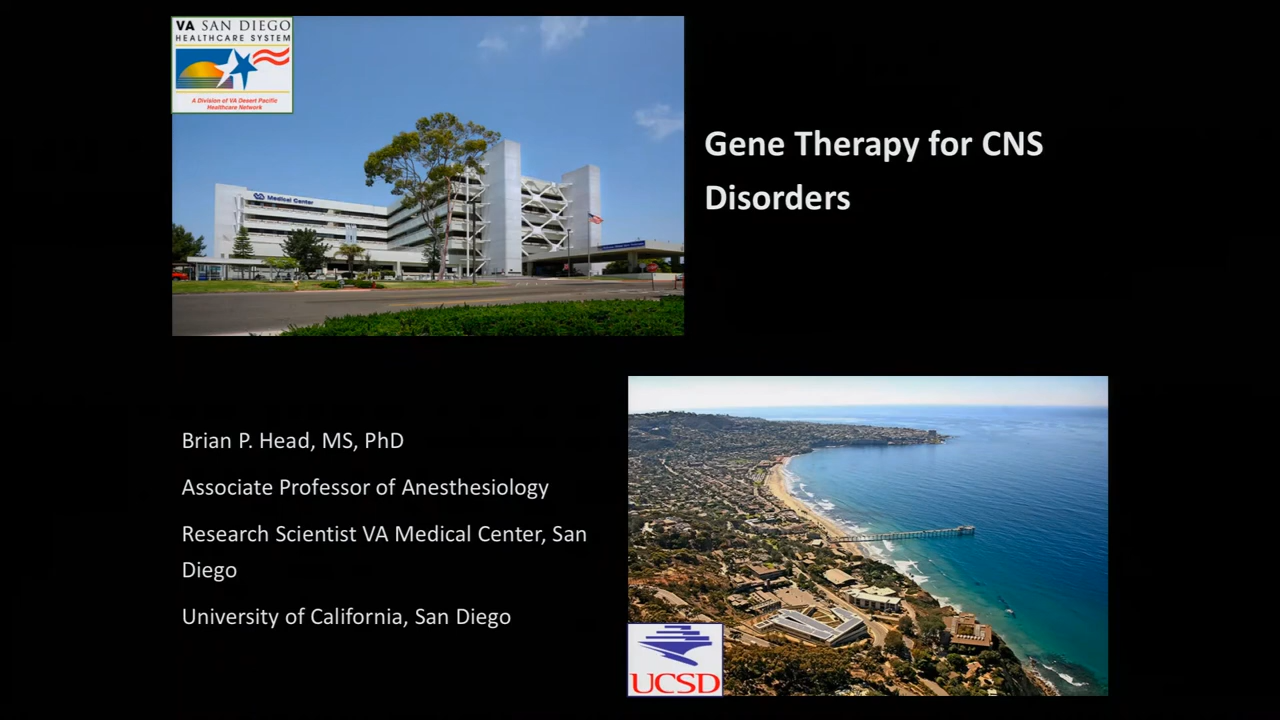 VA SAN DIEGO
HEALTHCARE SYSTEM
A Division of VA Desert Pacific
Healthcare Network
Medical Center
Gene Therapy for CNS
Disorders
Brian P. Head, MS, PhD
Associate Professor of Anesthesiology
Research Scientist VA Medical Center, San
Diego
University of California, San Diego
UCSD